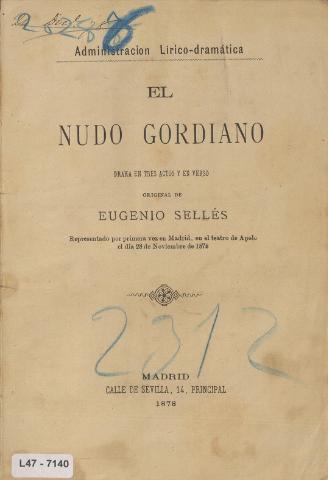 Administracion Lírico-dramática
EL
NUDO GORDIANO
DRAMA EN TRES ACTOS Y EN VERSO
ORIGINAL DE
EUGENIO SELLÉS
Representado por primera vez en Madrid, en el teatro de Apolo
el día 28 de Noviembre de 1878
2312
MADRID
CALLE DE SEVILLA, 14, PRINCIPAL
1878
L47 - 7140